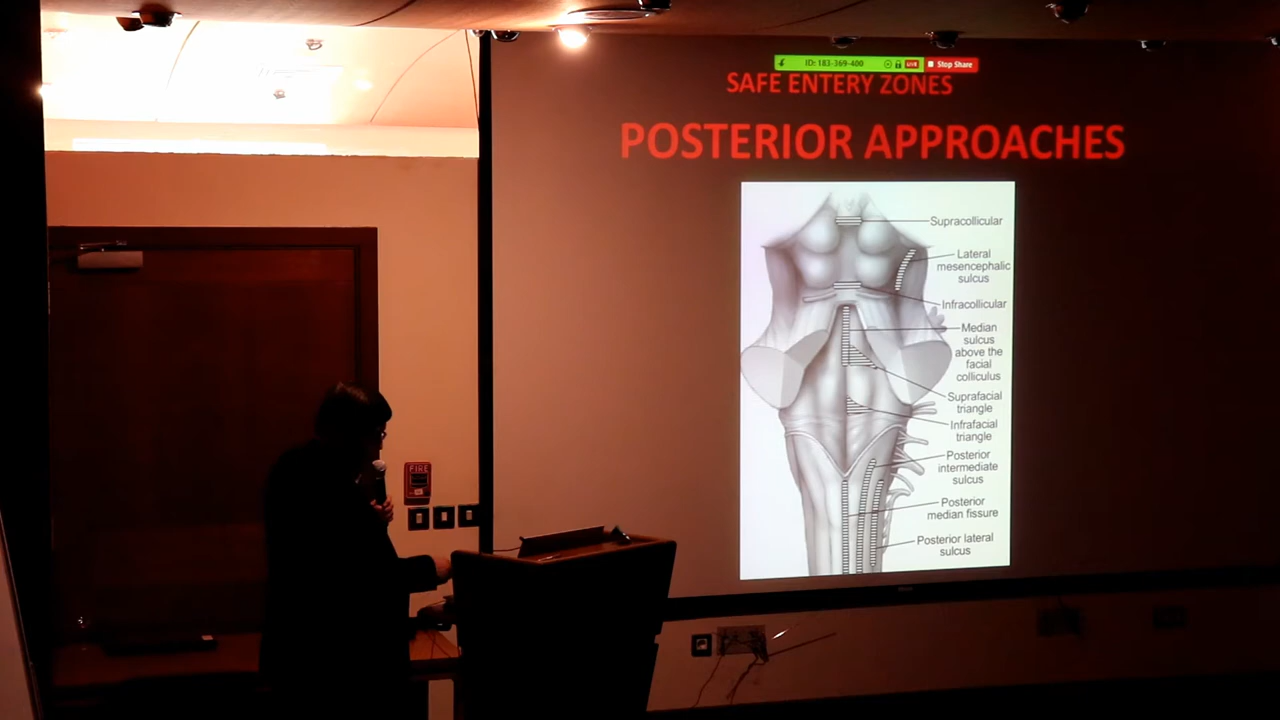 ID: 183-369-400
LIVE
Stop Share
SAFE ENTERY ZONES
POSTERIOR APPROACHES
Supracollicular
Lateral
mesencephalic
sulcus
Infracollicular
Median
sulcus
above the
facial
colliculus
Suprafacial
triangle
Infrafacial
triangle
Posterior
intermediate
sulcus
Posterior
median fissure
Posterior lateral
sulcus
FIRE